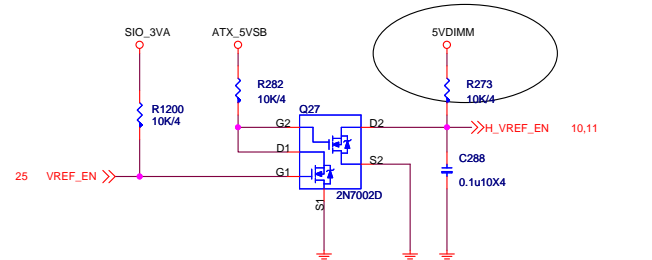 SIO_3VA ATX_5VSB 5VDIMM
R282 R273
10K/4 10K/4
R1200 Q27
10K/4
G2 D2 H_VREF_EN 10,11
D1 S2 C288
25 VREF_EN G1 0.1u10X4
2N7002D
S1